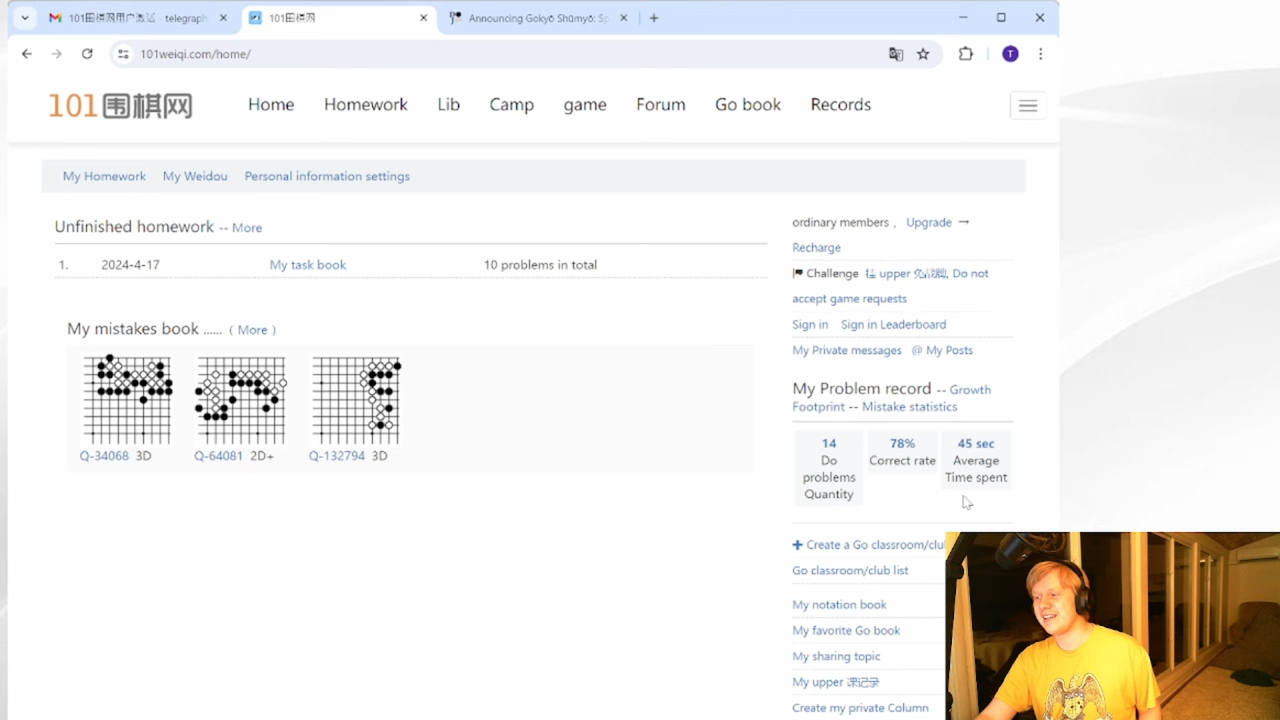 101围棋网用户激活 - telegraph
101围棋网
Announcing Gokyō Shūmyō: Sp
101weiqi.com/home/
T
101围棋网
Home Homework Lib Camp game Forum Go book Records
My Homework My Weidou Personal information settings
Unfinished homework -- More
1. 2024-4-17 My task book 10 problems in total
My mistakes book ...... ( More )
Q-34068 3D Q-64081 2D+ Q-132794 3D
ordinary members 、 Upgrade →
Recharge
Challenge 挂 upper 免战牌, Do not
accept game requests
Sign in Sign in Leaderboard
My Private messages @ My Posts
My Problem record -- Growth
Footprint -- Mistake statistics
14 78% 45 sec
Do Correct rate Average
problems Time spent
Quantity
Create a Go classroom/clu
Go classroom/club list
My notation book
My favorite Go book
My sharing topic
My upper 课记录
Create my private Column